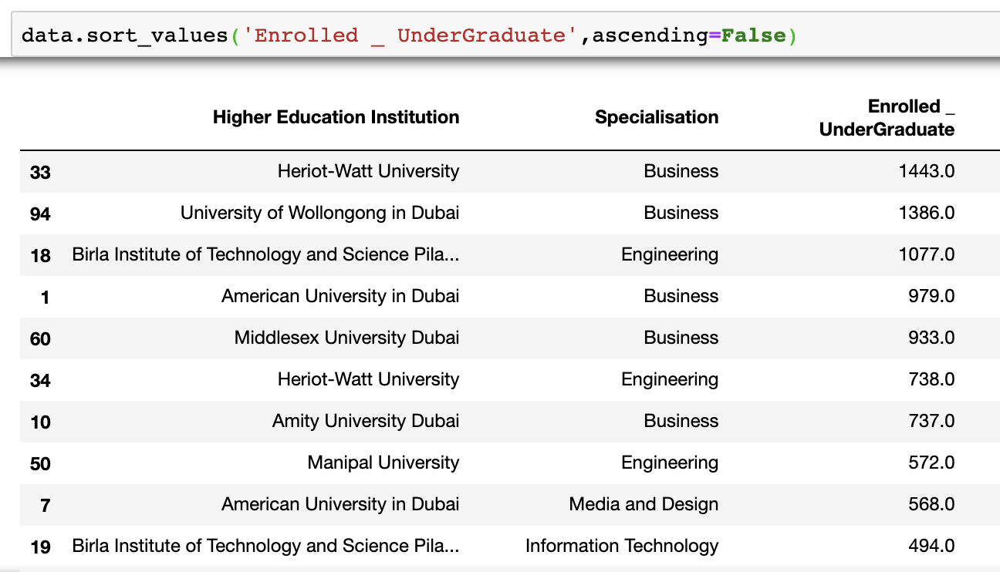 data.sort_values('Enrolled _ UnderGraduate',ascending=False)
Higher Education Institution Specialisation Enrolled _
UnderGraduate
33 Heriot-Watt University Business 1443.0
94 University of Wollongong in Dubai Business 1386.0
18 Birla Institute of Technology and Science Pila... Engineering 1077.0
1 American University in Dubai Business 979.0
60 Middlesex University Dubai Business 933.0
34 Heriot-Watt University Engineering 738.0
10 Amity University Dubai Business 737.0
50 Manipal University Engineering 572.0
7 American University in Dubai Media and Design 568.0
19 Birla Institute of Technology and Science Pila... Information Technology 494.0